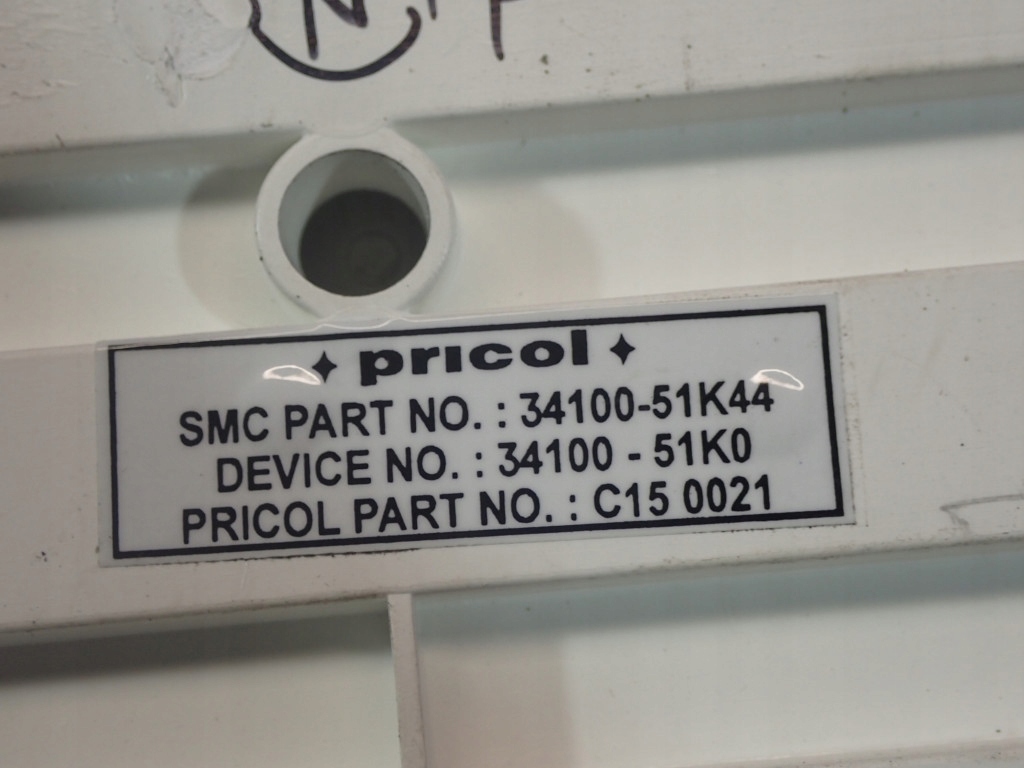 pricol
SMC PART NO. : 34100-51K44
DEVICE NO. : 34100 - 51K0
PRICOL PART NO. : C15 0021